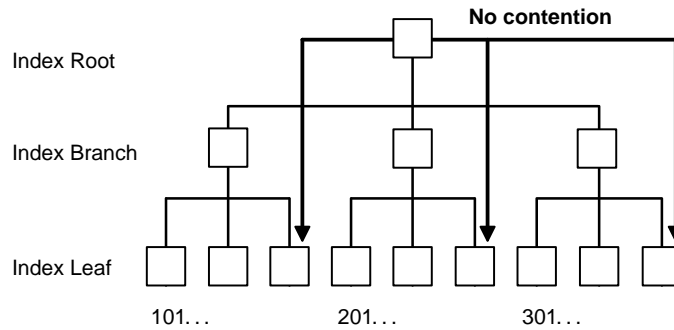 No contention
Index Root
Index Branch
Index Leaf
101. . .
201. . .
301. . .